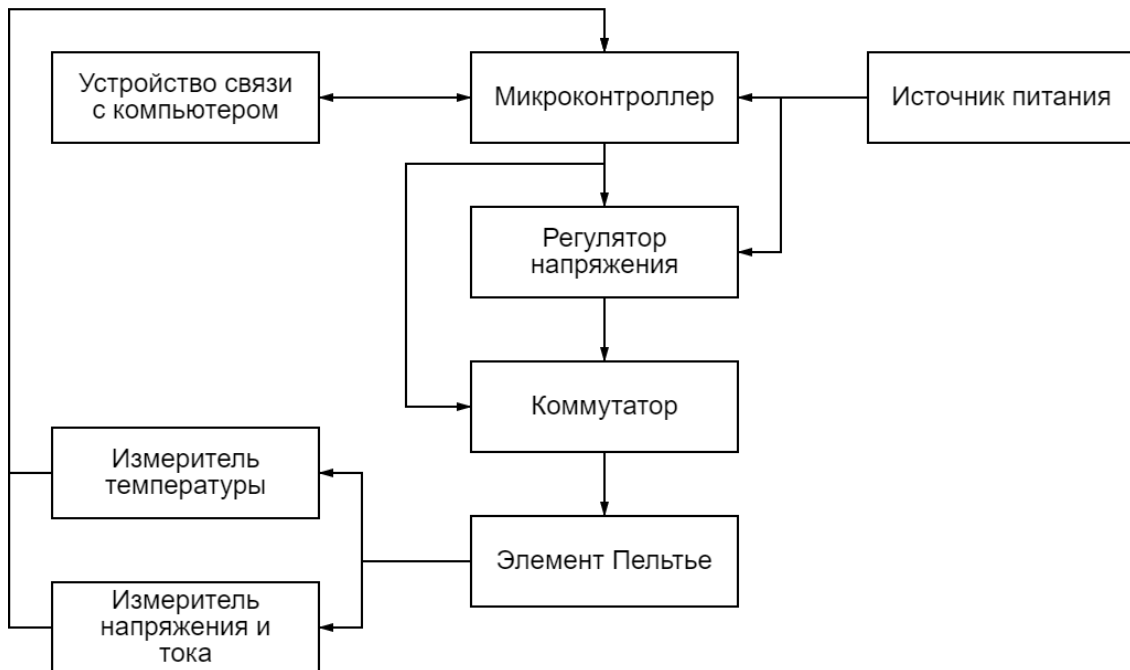 Устройство связи
с компьютером
Микроконтроллер
Источник питания
Регулятор
напряжения
Коммутатор
Измеритель
температуры
Элемент Пельтье
Измеритель
напряжения и
тока